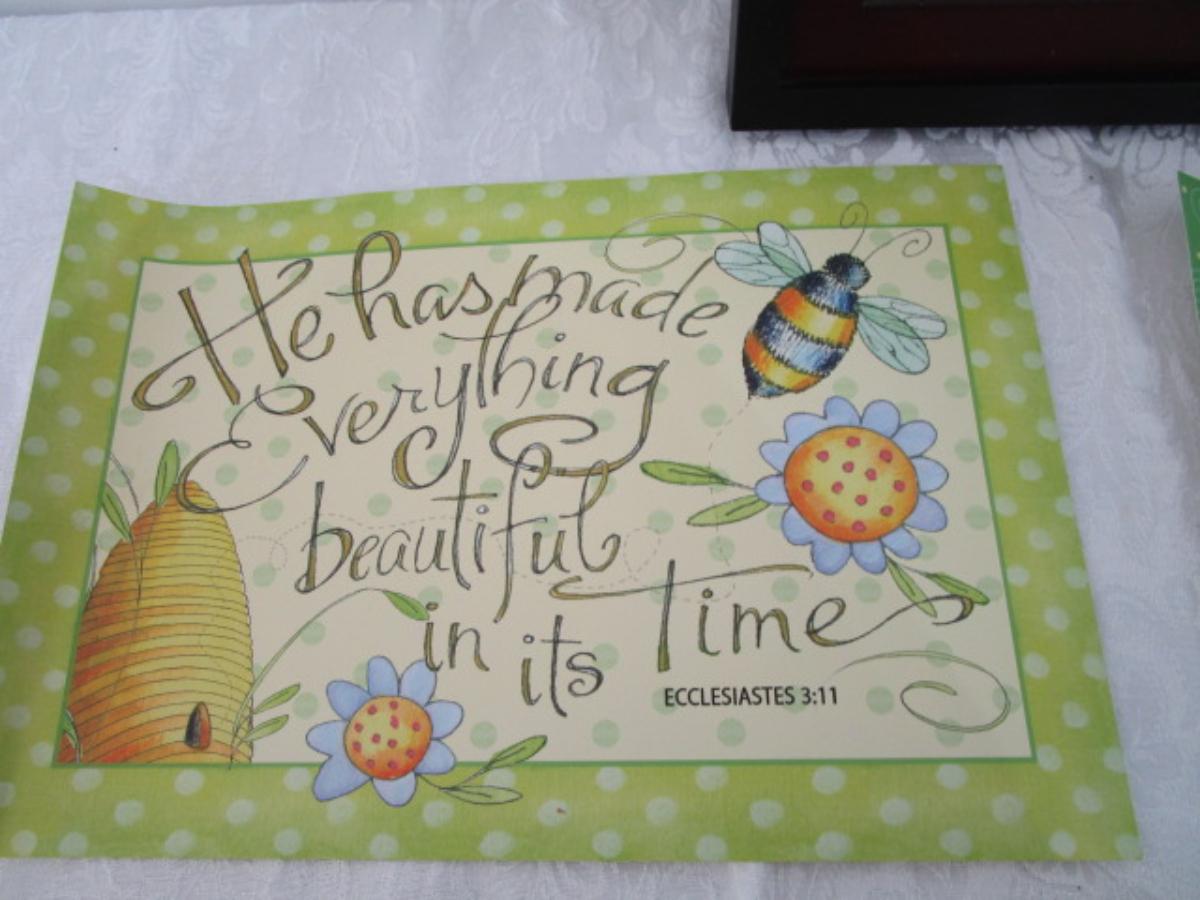 He has made
Everything
beautiful
in its Time
ECCLESIASTES 3:11